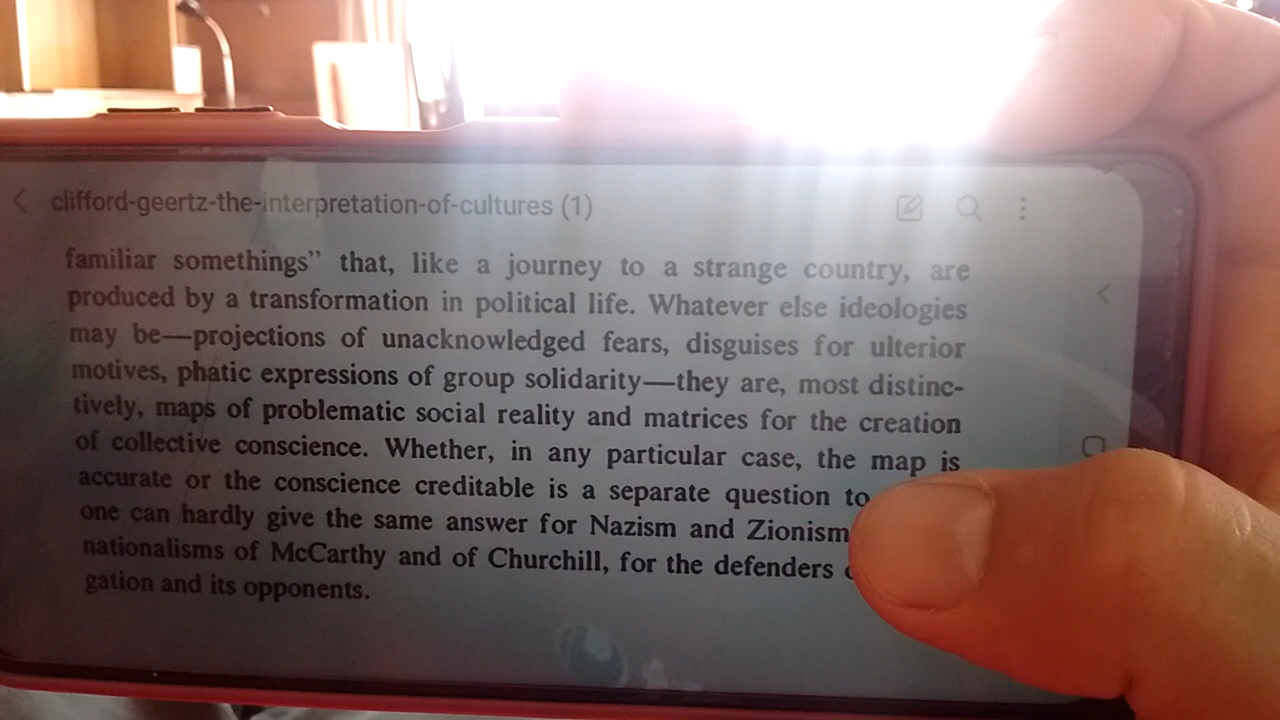 clifford-geertz-the-interpretation-of-cultures (1)
familiar somethings” that, like a journey to a strange country, are
produced by a transformation in political life. Whatever else ideologies
may be—projections of unacknowledged fears, disguises for ulterior
motives, phatic expressions of group solidarity—they are, most distinc-
tively, maps of problematic social reality and matrices for the creation
of collective conscience. Whether, in any particular case, the map is
accurate or the conscience creditable is a separate question to
one can hardly give the same answer for Nazism and Zionism
nationalisms of McCarthy and of Churchill, for the defenders
gation and its opponents.